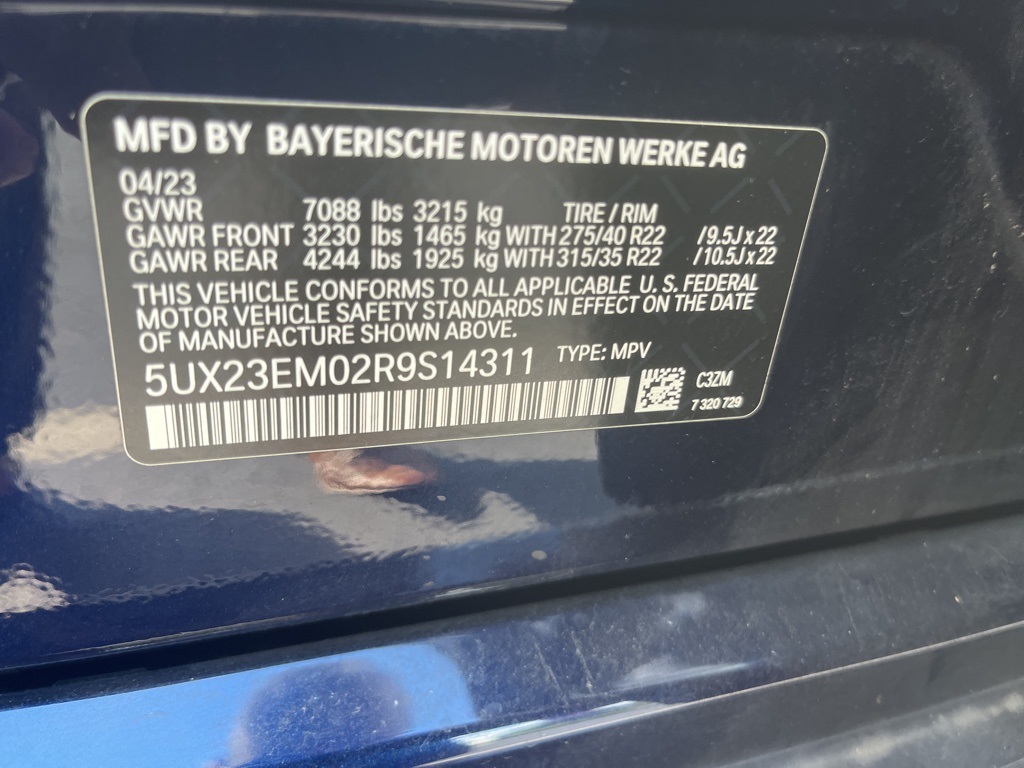 MFD BY BAYERISCHE MOTOREN WERKE AG
04/23
GVWR 7088 lbs 3215 kg TIRE / RIM
GAWR FRONT 3230 lbs 1465 kg WITH 275/40 R22 /9.5J x 22
GAWR REAR 4244 lbs 1925 kg WITH 315/35 R22 /10.5J x 22
THIS VEHICLE CONFORMS TO ALL APPLICABLE U. S. FEDERAL
MOTOR VEHICLE SAFETY STANDARDS IN EFFECT ON THE DATE
OF MANUFACTURE SHOWN ABOVE.
5UX23EM02R9S14311 TYPE: MPV
C3ZM
7 320 729